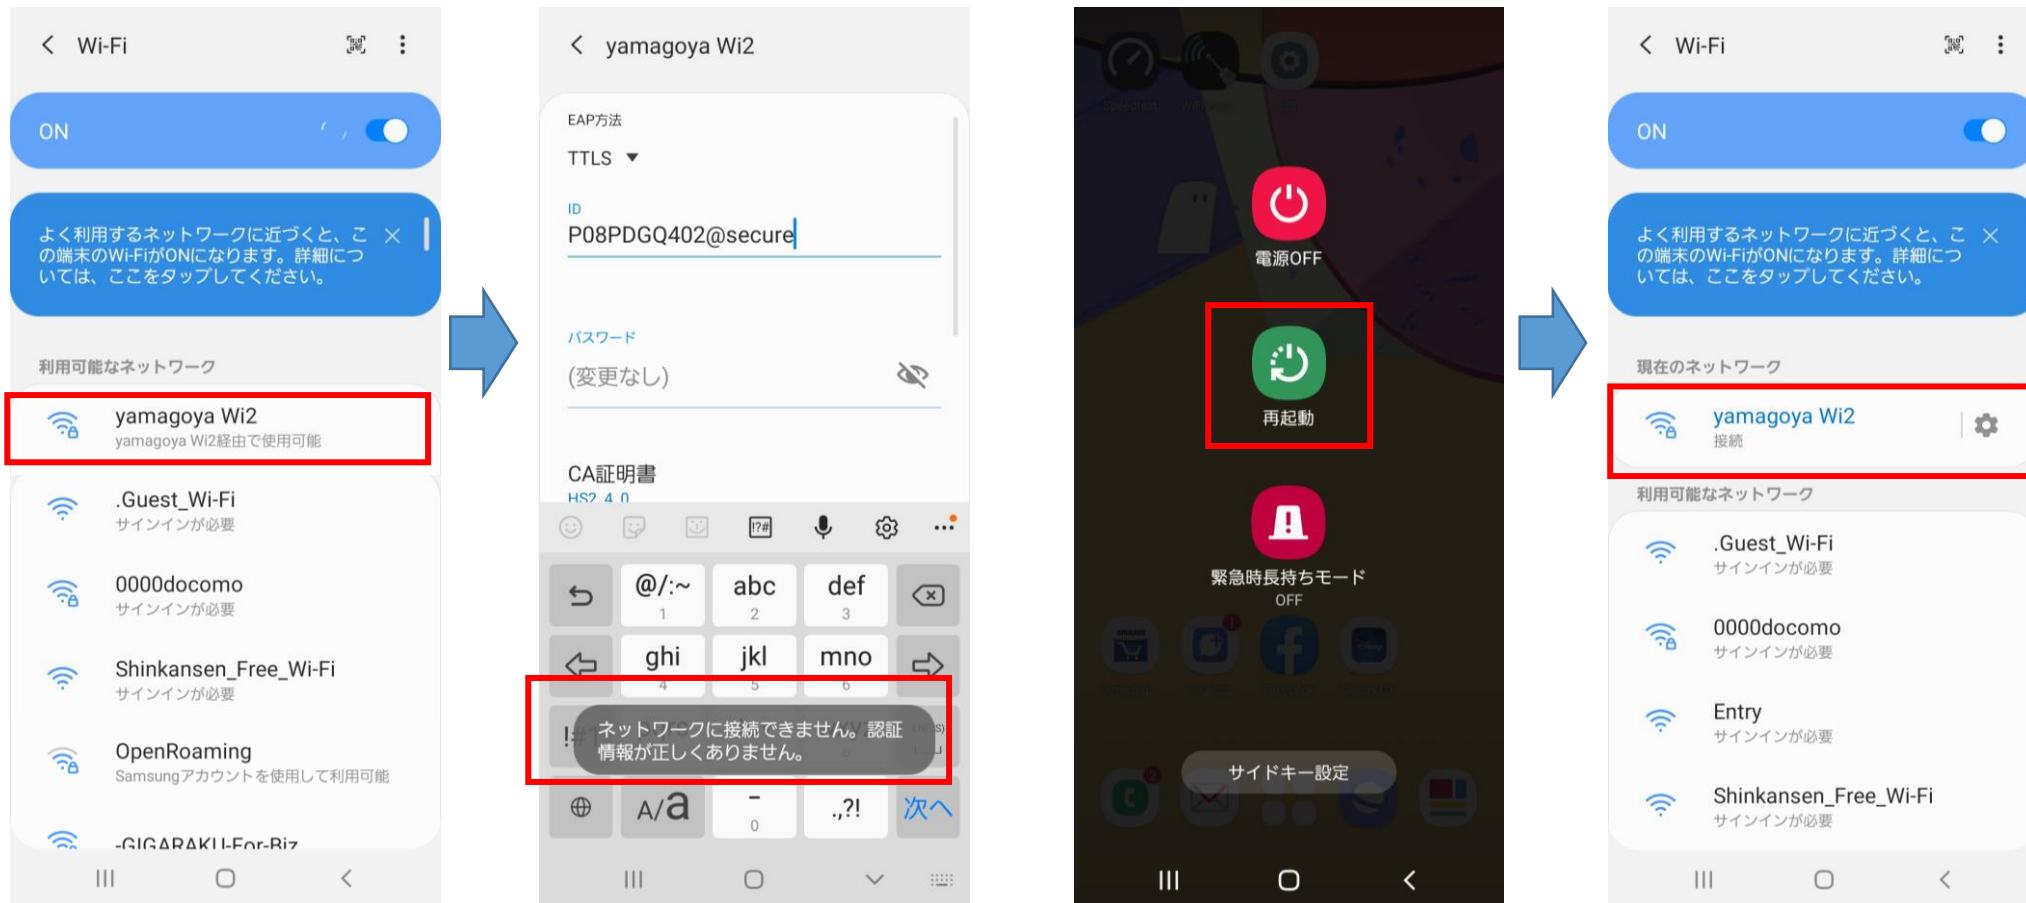 Wi-Fi
ON
よく利用するネットワークに近づくと、こ
の端末のWi-FiがONになります。詳細につ
いては、ここをタップしてください。
利用可能なネットワーク
yamagoya Wi2
yamagoya Wi2経由で使用可能
.Guest_Wi-Fi
サインインが必要
0000docomo
サインインが必要
Shinkansen_Free_Wi-Fi
サインインが必要
OpenRoaming
Samsungアカウントを使用して利用可能
-GIGARAKU-For-Biz
yamagoya Wi2
EAP方法
TTLS
ID
P08PDGQ402@secure
パスワード
(変更なし)
CA証明書
HS2_4_0
!?#
@/:~ abc def
1 2 3
ghi jkl mno
4 5 6
ネットワークに接続できません。認証
情報が正しくありません。
A/a - .,?! 次へ
0
電源OFF
再起動
緊急時長持ちモード
OFF
サイドキー設定
Wi-Fi
ON
よく利用するネットワークに近づくと、こ
の端末のWi-FiがONになります。詳細につ
いては、ここをタップしてください。
現在のネットワーク
yamagoya Wi2
接続
利用可能なネットワーク
.Guest_Wi-Fi
サインインが必要
0000docomo
サインインが必要
Entry
サインインが必要
Shinkansen_Free_Wi-Fi
サインインが必要